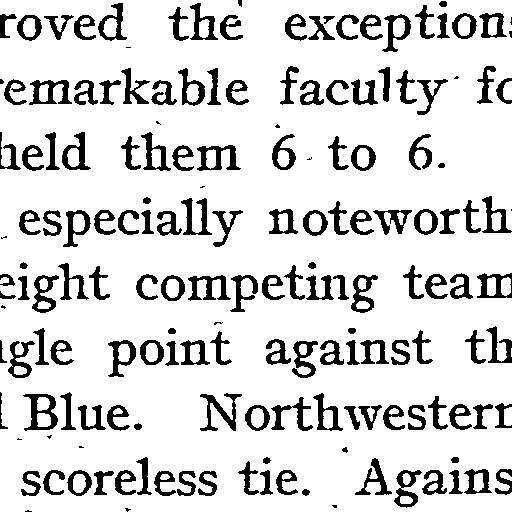 roved the exceptions
remarkable faculty fo
held them 6 to 6.
especially noteworth
eight competing team
gle point against th
Blue. Northwestern
scoreless tie. Agains